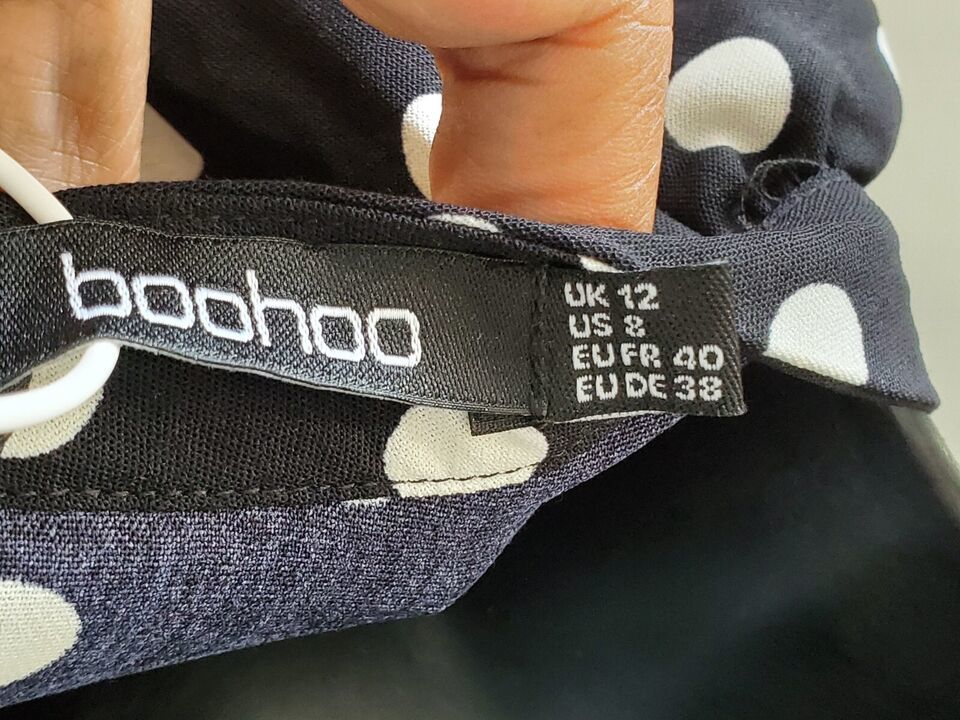 boohoo
UK 12
US 8
EU FR 40
EU DE 38